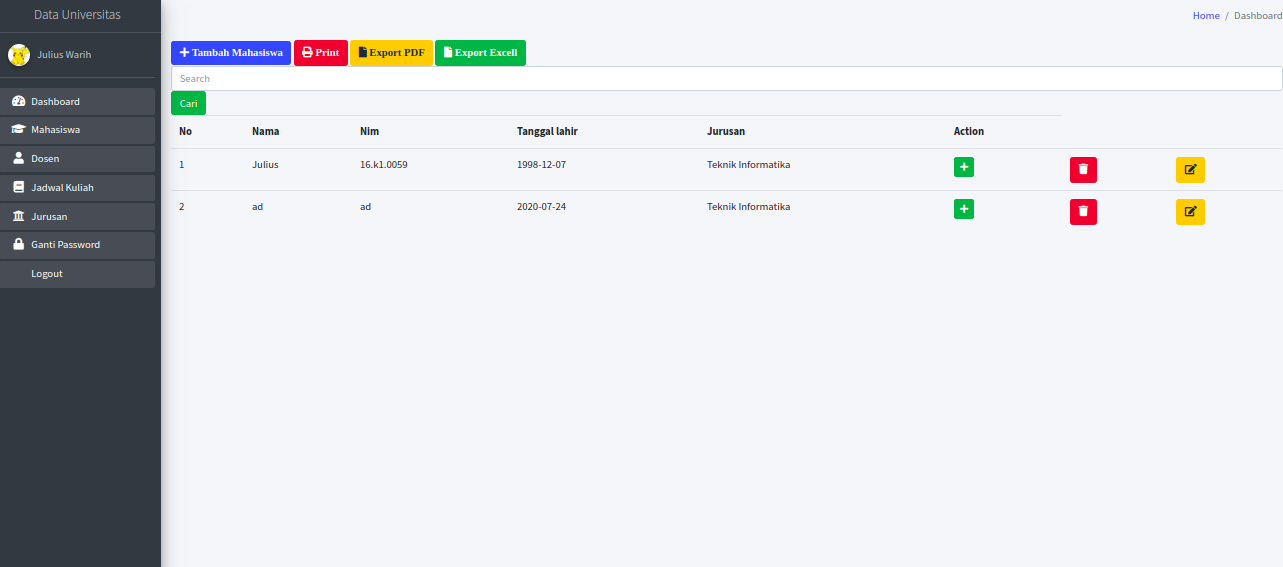 Data Universitas
Home / Dashboard
Julius Warih
Dashboard
Mahasiswa
Dosen
Jadwal Kuliah
Jurusan
Ganti Password
Logout
Tambah Mahasiswa Print Export PDF Export Excell
Search
Cari
No Nama Nim Tanggal lahir Jurusan Action
1 Julius 16.k1.0059 1998-12-07 Teknik Informatika
2 ad ad 2020-07-24 Teknik Informatika